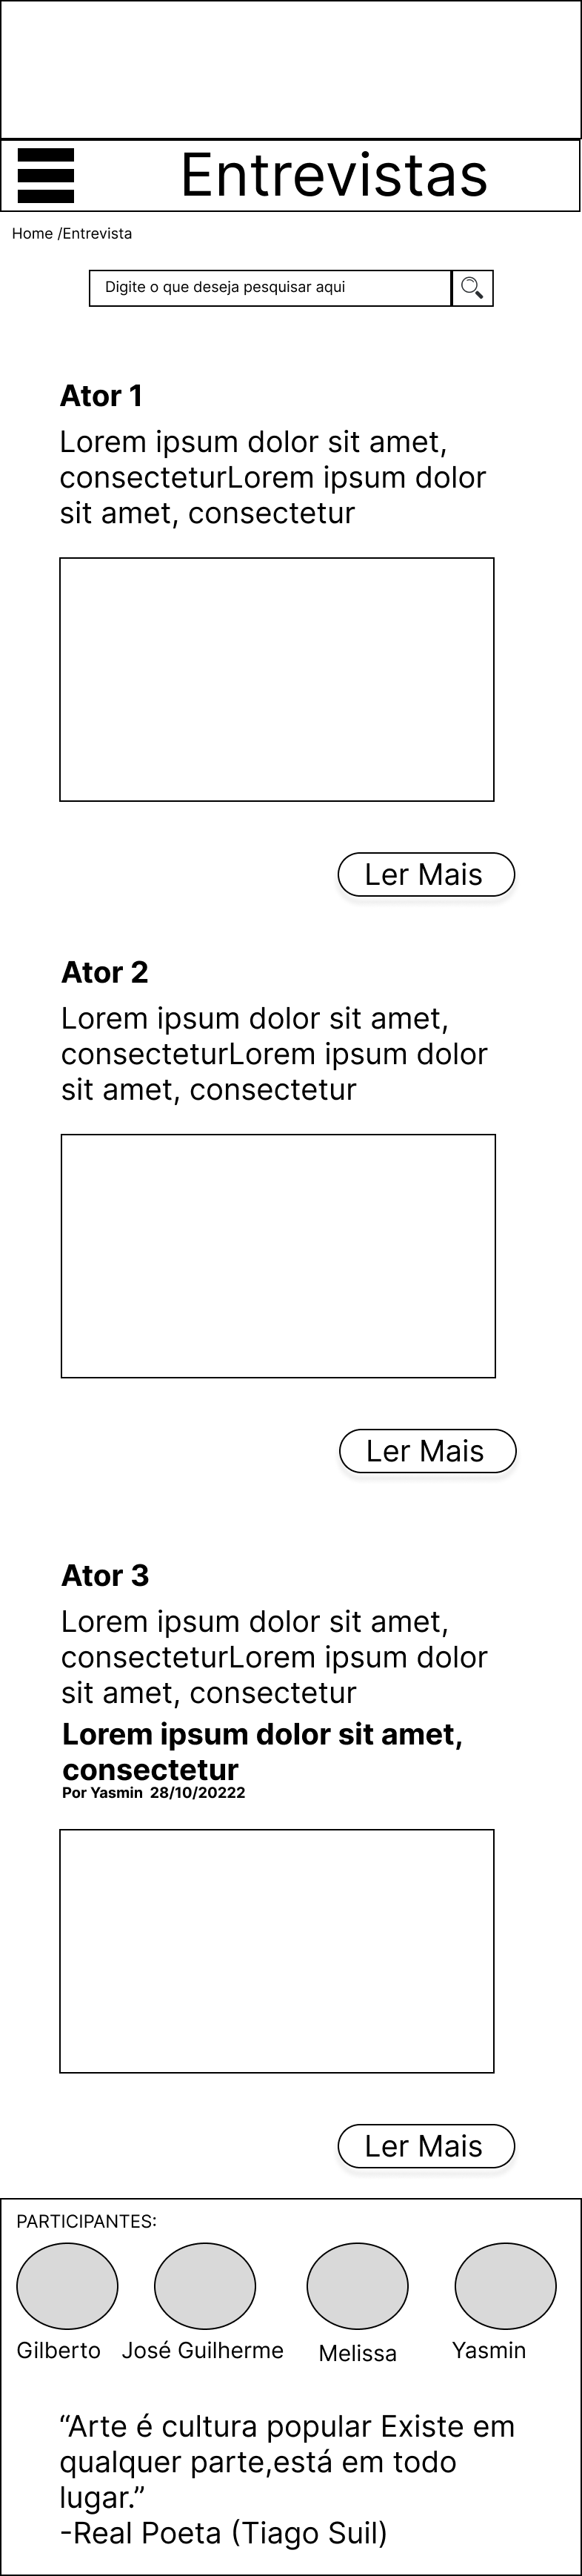 Entrevistas
Home /Entrevista
Digite o que deseja pesquisar aqui
Ator 1
Lorem ipsum dolor sit amet,
consecteturLorem ipsum dolor
sit amet, consectetur
Ler Mais
Ator 2
Lorem ipsum dolor sit amet,
consecteturLorem ipsum dolor
sit amet, consectetur
Ler Mais
Ator 3
Lorem ipsum dolor sit amet,
consecteturLorem ipsum dolor
sit amet, consectetur
Lorem ipsum dolor sit amet,
consectetur
Por Yasmin 28/10/20222
Ler Mais
PARTICIPANTES:
Gilberto José Guilherme Melissa Yasmin
“Arte é cultura popular Existe em
qualquer parte,está em todo
lugar.”
-Real Poeta (Tiago Suil)